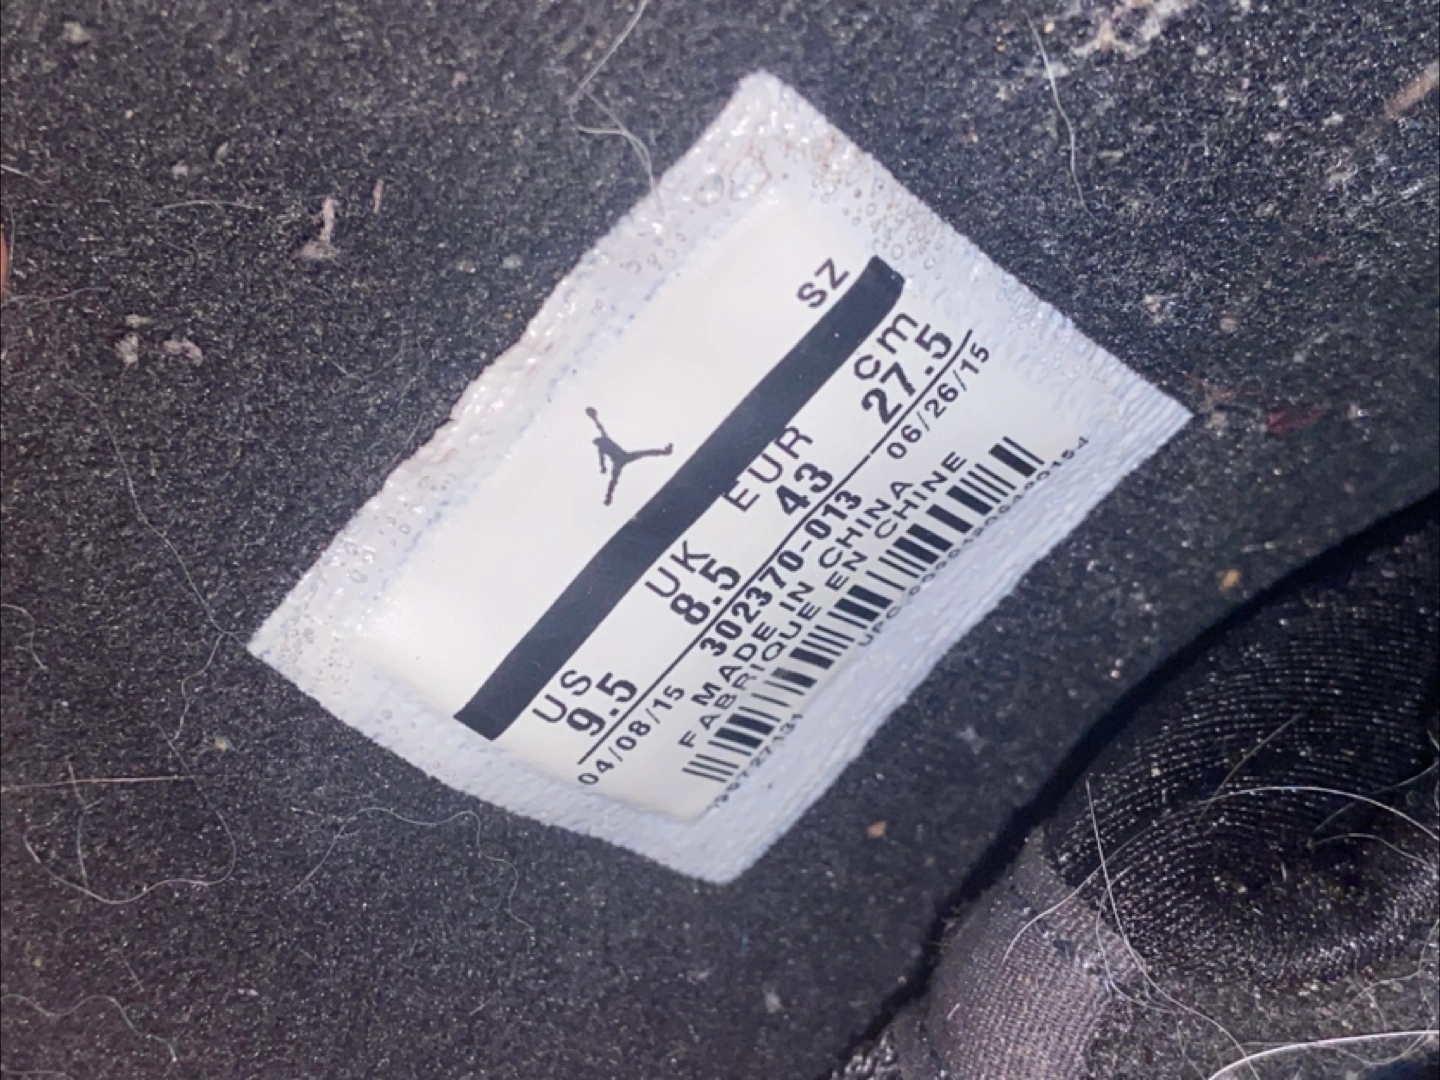 SZ
US UK EUR cm
9.5 8.5 43 27.5
04/08/15 302370-013 06/26/15
MADE IN CHINA
FABRIQUE EN CHINE